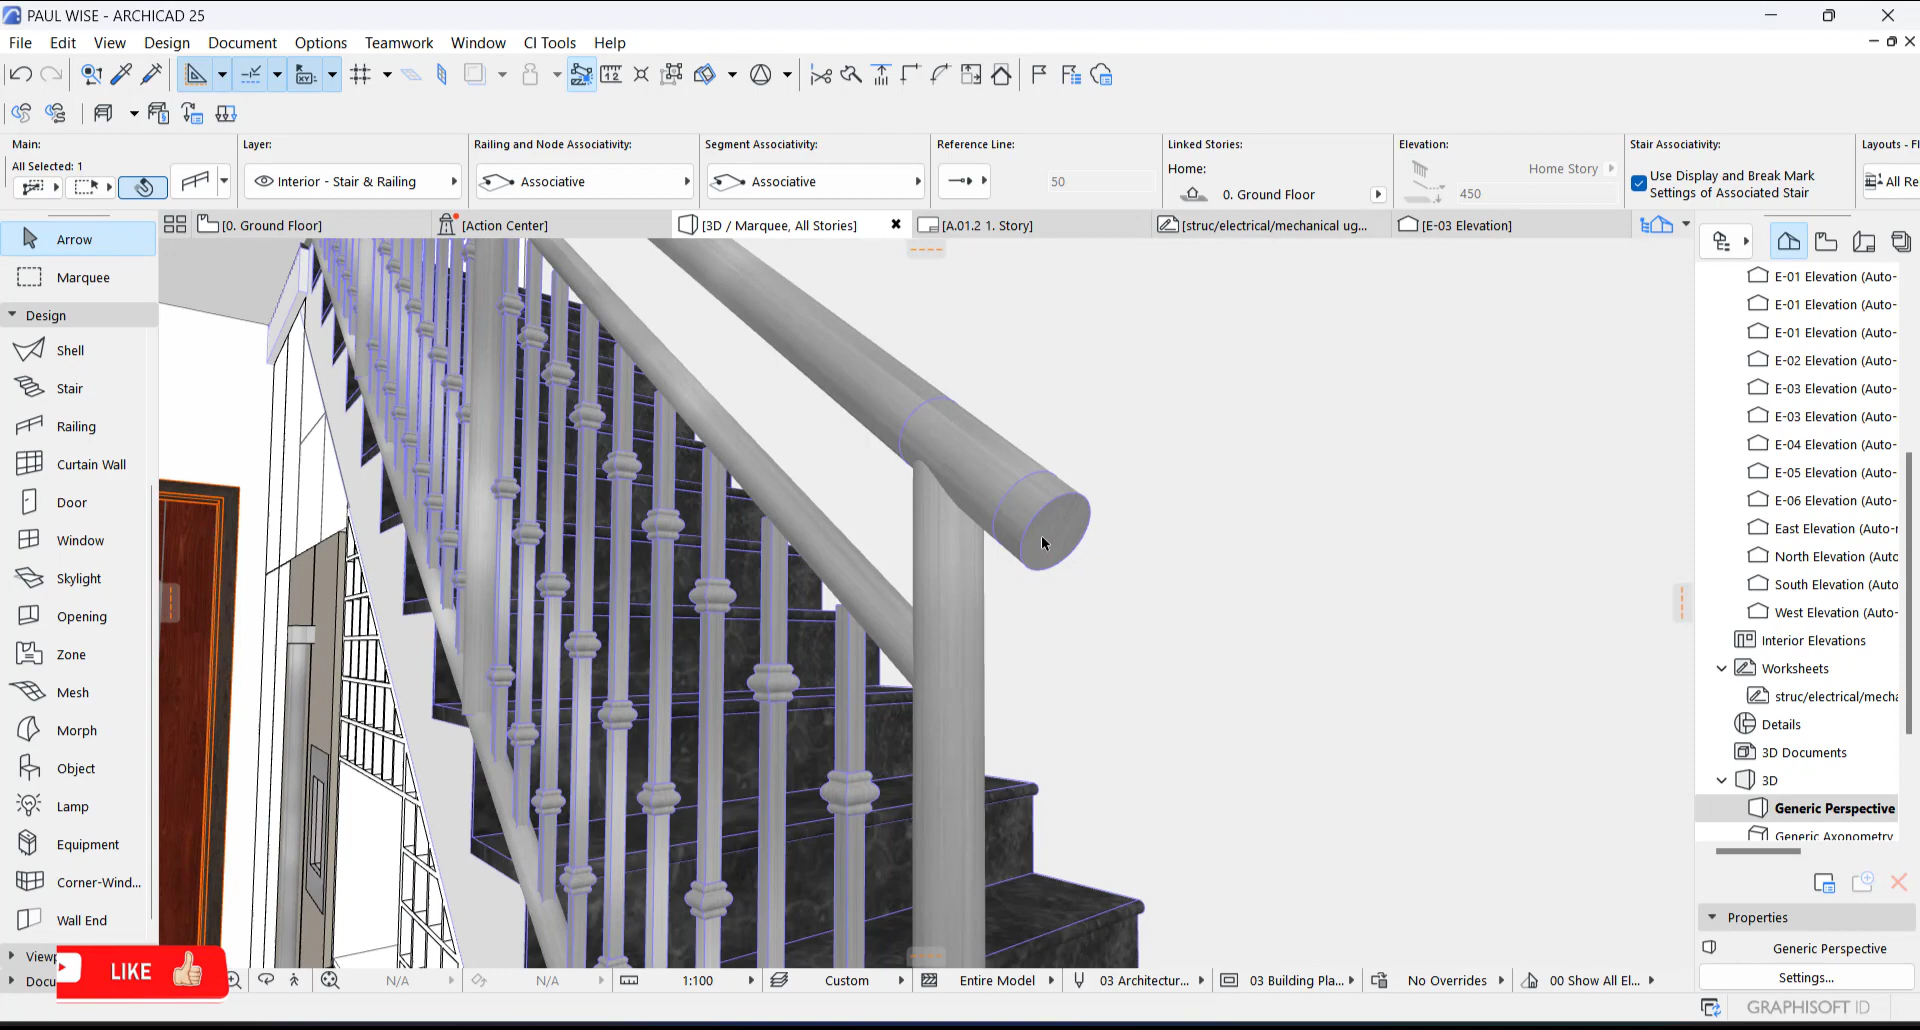 PAUL WISE - ARCHICAD 25
File Edit View Design Document Options Teamwork Window CI Tools Help
Main: Layer: Railing and Node Associativity: Segment Associativity: Reference Line: Linked Stories: Elevation: Stair Associativity: Layouts - Fl
All Selected: 1
Home:
Home Story
Interior - Stair & Railing
Associative
Associative
50
0. Ground Floor
450
Use Display and Break Mark
Settings of Associated Stair
All Re
[0. Ground Floor]
[Action Center]
[3D / Marquee, All Stories]
[A.01.2 1. Story]
[struc/electrical/mechanical ug...
[E-03 Elevation]
Arrow
Marquee
Design
Shell
Stair
Railing
Curtain Wall
Door
Window
Skylight
Opening
Zone
Mesh
Morph
Object
Lamp
Equipment
Corner-Wind...
Wall End
Viewp
Docu
LIKE
E-01 Elevation (Auto-
E-01 Elevation (Auto-
E-01 Elevation (Auto-
E-02 Elevation (Auto-
E-03 Elevation (Auto-
E-03 Elevation (Auto-
E-04 Elevation (Auto-
E-05 Elevation (Auto-
E-06 Elevation (Auto-
East Elevation (Auto-r
North Elevation (Autc
South Elevation (Autc
West Elevation (Auto-
Interior Elevations
Worksheets
struc/electrical/mecha
Details
3D Documents
3D
Generic Perspective
Generic Axonometry
Properties
Generic Perspective
Settings...
N/A
N/A
1:100
Custom
Entire Model
03 Architectur...
03 Building Pla...
No Overrides
00 Show All El...
GRAPHISOFT ID